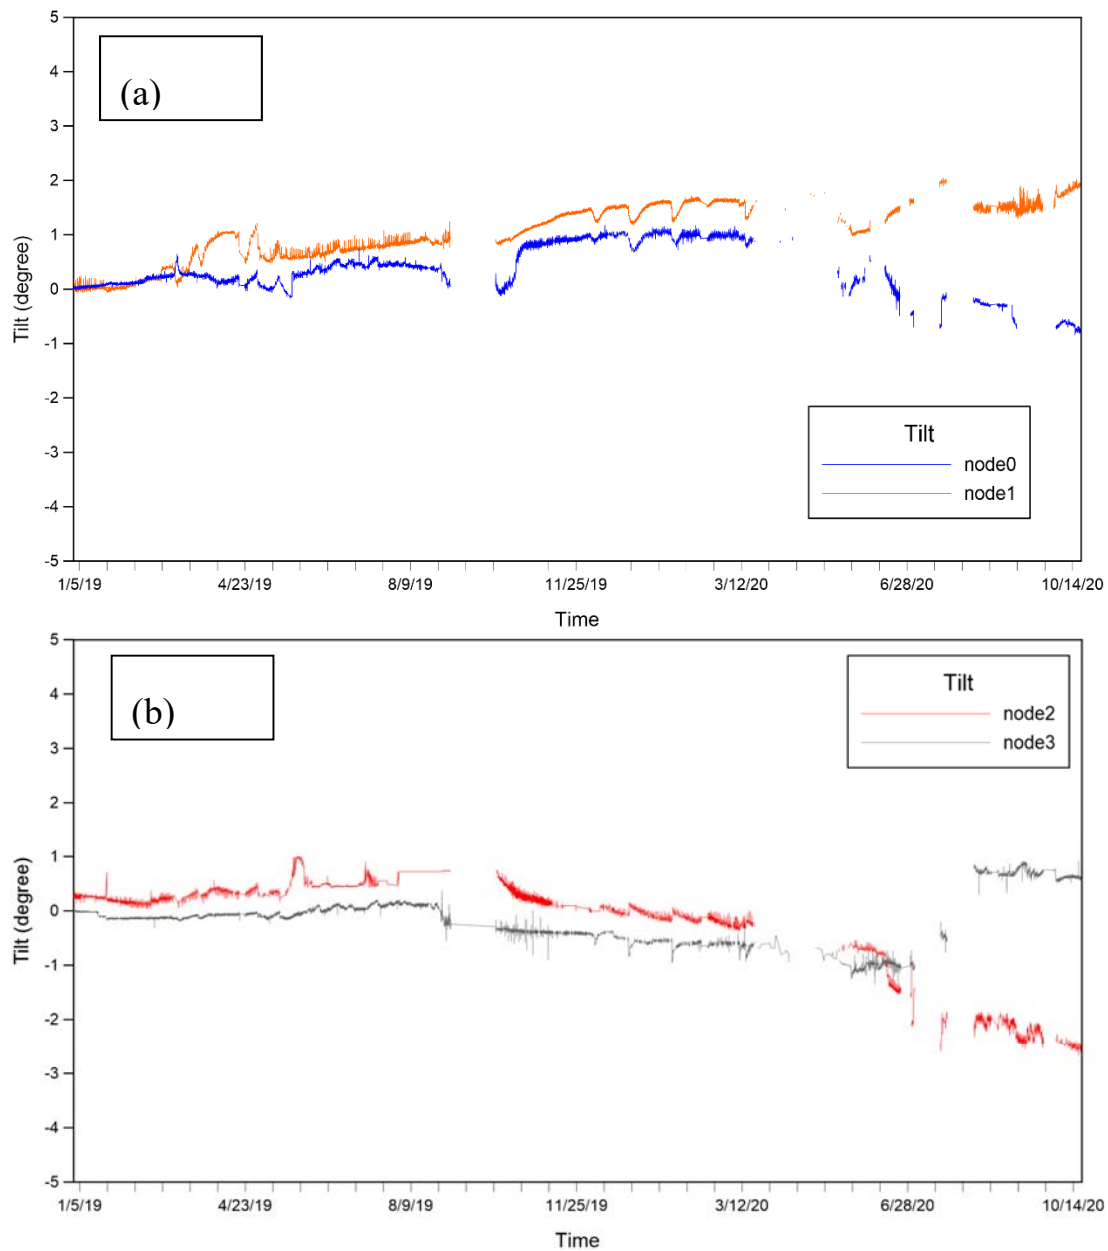 5
4
3
2
1
0
-1
-2
-3
-4
-5
Tilt (degree)
(a)
Tilt
node0
node1
1/5/19 4/23/19 8/9/19 11/25/19 3/12/20 6/28/20 10/14/20
Time
5
4
3
2
1
0
-1
-2
-3
-4
-5
Tilt (degree)
(b)
Tilt
node2
node3
1/5/19 4/23/19 8/9/19 11/25/19 3/12/20 6/28/20 10/14/20
Time